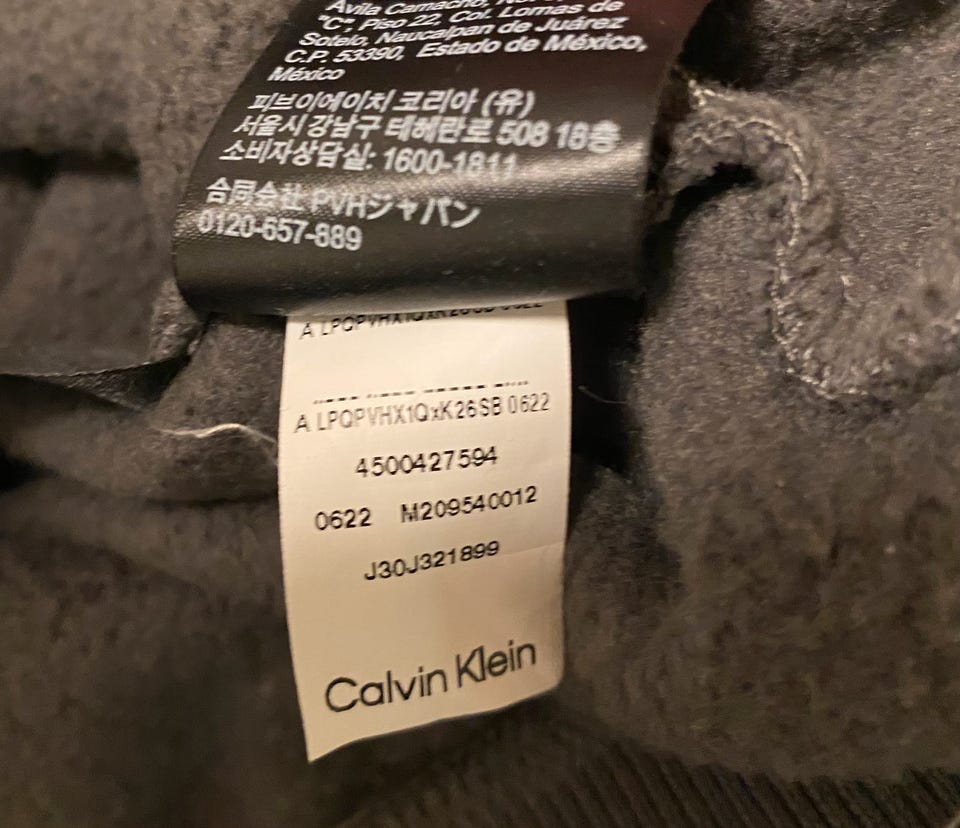 Avila Camacho,
"C", Piso 22, Col. Lomas de
Sotelo, Naucalpan de Juárez
C.P. 53390, Estado de México,
México
피브이에이치 코리아 (유)
서울시 강남구 테헤란로 508 18층
소비자상담실: 1600-1811
合同会社 PVHジャパン
0120-657-889
A LPQPVHX1QxK26SB 0622
A LPQPVHX1QxK26SB 0622
4500427594
0622 M209540012
J30J321899
Calvin Klein